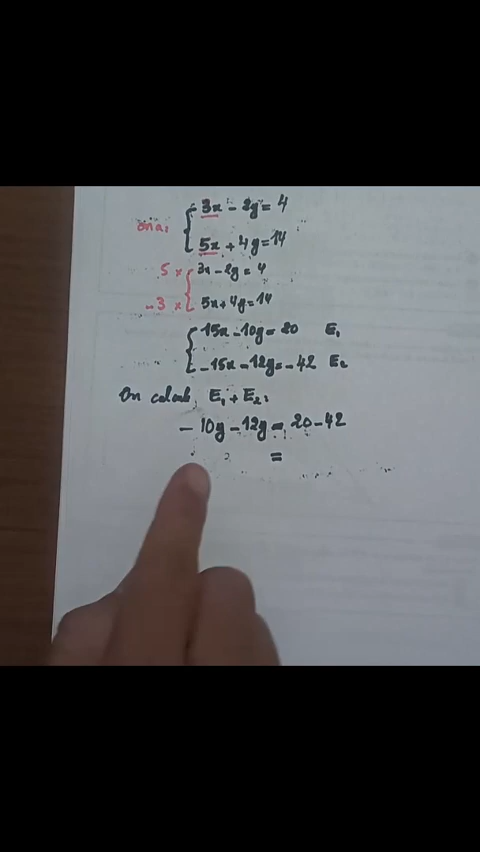 3x - 2y = 4
on a:
5x + 4y = 14
5 × 3x - 2y = 4
-3 × 5x + 4y = 14
15x - 10y = 20 E₁
-15x - 12y = -42 E₂
On calcul, E₁ + E₂:
- 10y - 12y = 20 - 42
=